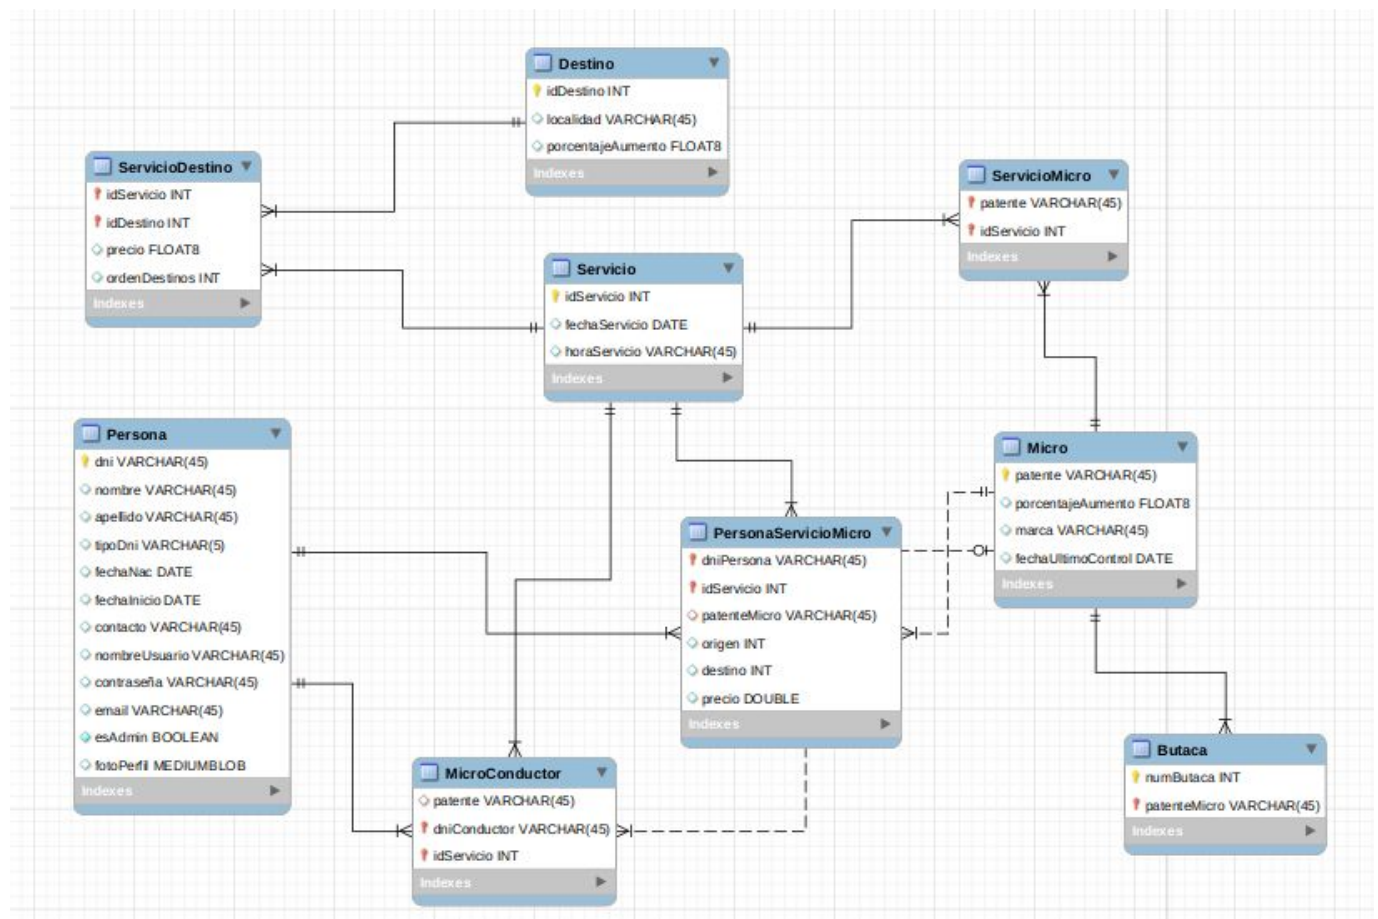 Destino
idDestino INT
localidad VARCHAR(45)
porcentajeAumento FLOAT8
Indexes
ServicioDestino
idServicio INT
idDestino INT
precio FLOAT8
ordenDestinos INT
Indexes
ServicioMicro
patente VARCHAR(45)
idServicio INT
Indexes
Servicio
idServicio INT
fechaServicio DATE
horaServicio VARCHAR(45)
Indexes
Persona
dni VARCHAR(45)
nombre VARCHAR(45)
apellido VARCHAR(45)
tipoDni VARCHAR(5)
fechaNac DATE
fechaInicio DATE
contacto VARCHAR(45)
nombreUsuario VARCHAR(45)
contraseña VARCHAR(45)
email VARCHAR(45)
esAdmin BOOLEAN
fotoPerfil MEDIUMBLOB
Indexes
Micro
patente VARCHAR(45)
porcentajeAumento FLOAT8
marca VARCHAR(45)
fechaUltimoControl DATE
Indexes
PersonaServicioMicro
dniPersona VARCHAR(45)
idServicio INT
patenteMicro VARCHAR(45)
origen INT
destino INT
precio DOUBLE
Indexes
MicroConductor
patente VARCHAR(45)
dniConductor VARCHAR(45)
idServicio INT
Indexes
Butaca
numButaca INT
patenteMicro VARCHAR(45)
Indexes